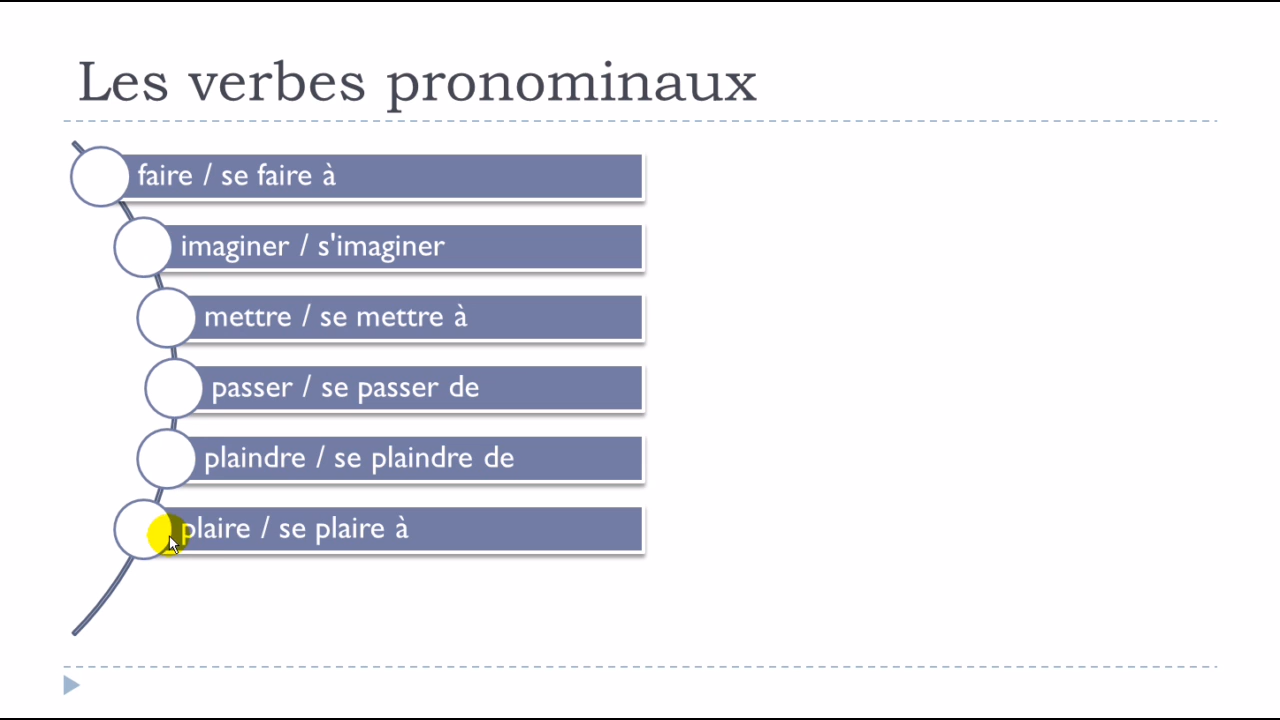 Les verbes pronominaux
faire / se faire à
imaginer / s'imaginer
mettre / se mettre à
passer / se passer de
plaindre / se plaindre de
plaire / se plaire à